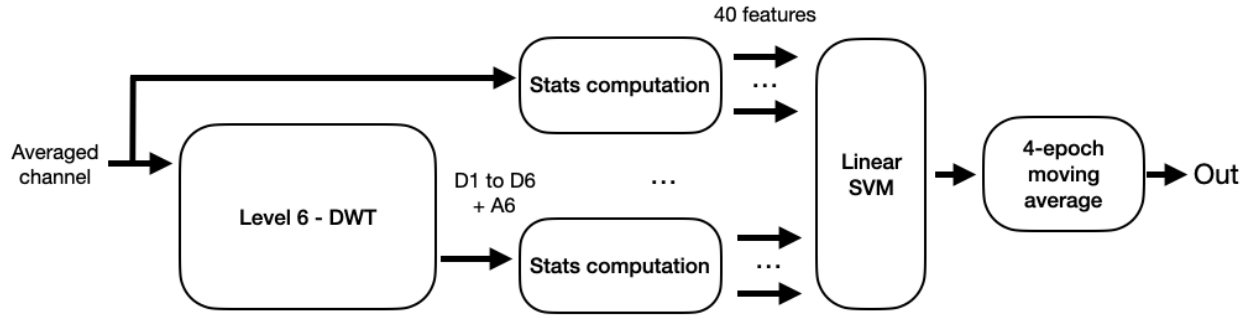 40 features
Stats computation
...
Averaged
channel
Level 6 - DWT
D1 to D6
+ A6
...
Stats computation
...
Linear
SVM
4-epoch
moving
average
Out